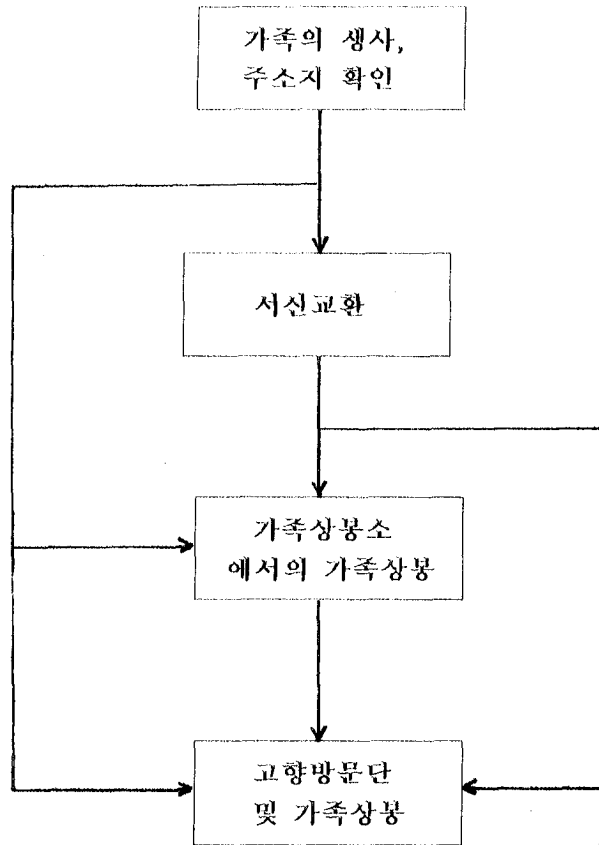 가족의 생사,
주소지 확인
서신교환
가족상봉소
에서의 가족상봉
고향방문단
및 가족상봉